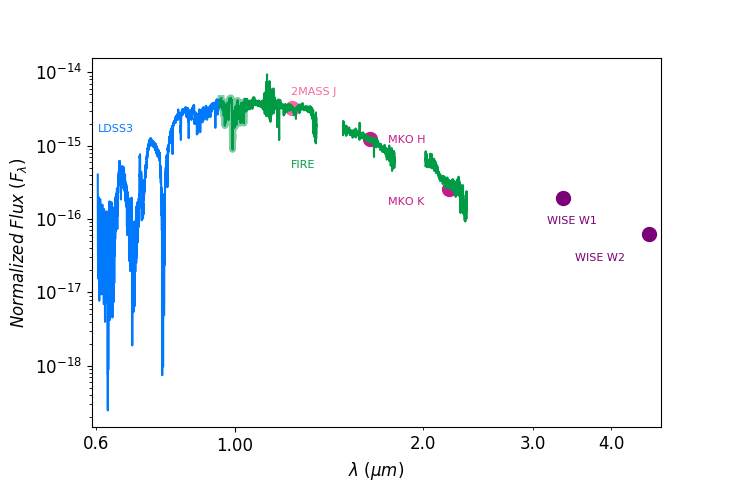 10⁻¹⁴
10⁻¹⁵
10⁻¹⁶
10⁻¹⁷
10⁻¹⁸
Normalized Flux (Fλ)
LDSS3
2MASS J
FIRE
MKO H
MKO K
WISE W1
WISE W2
0.6
1.00
2.0
3.0
4.0
λ (μm)